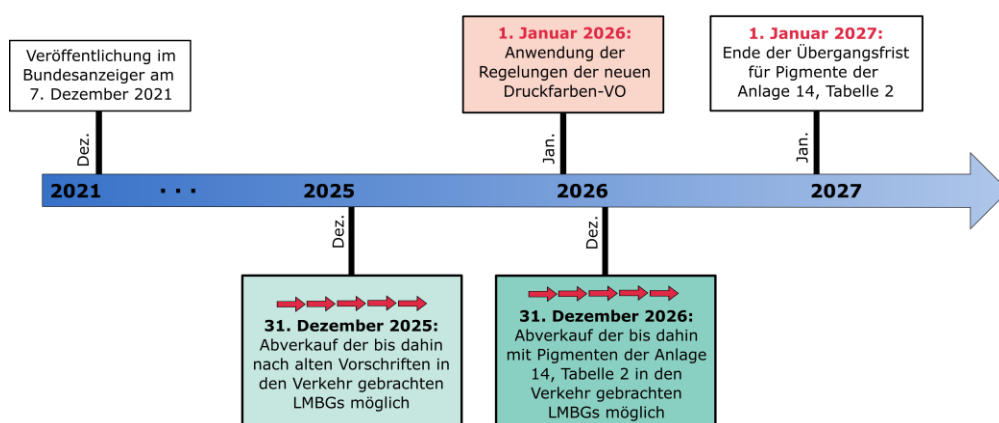 Veröffentlichung im
Bundesanzeiger am
7. Dezember 2021
1. Januar 2026:
Anwendung der
Regelungen der neuen
Druckfarben-VO
1. Januar 2027:
Ende der Übergangsfrist
für Pigmente der
Anlage 14, Tabelle 2
Dez.
Jan.
Jan.
2021 ... 2025 2026 2027
Dez.
Dez.
31. Dezember 2025:
Abverkauf der bis dahin
nach alten Vorschriften in
den Verkehr gebrachten
LMBGs möglich
31. Dezember 2026:
Abverkauf der bis dahin
mit Pigmenten der Anlage
14, Tabelle 2 in den
Verkehr gebrachten
LMBGs möglich